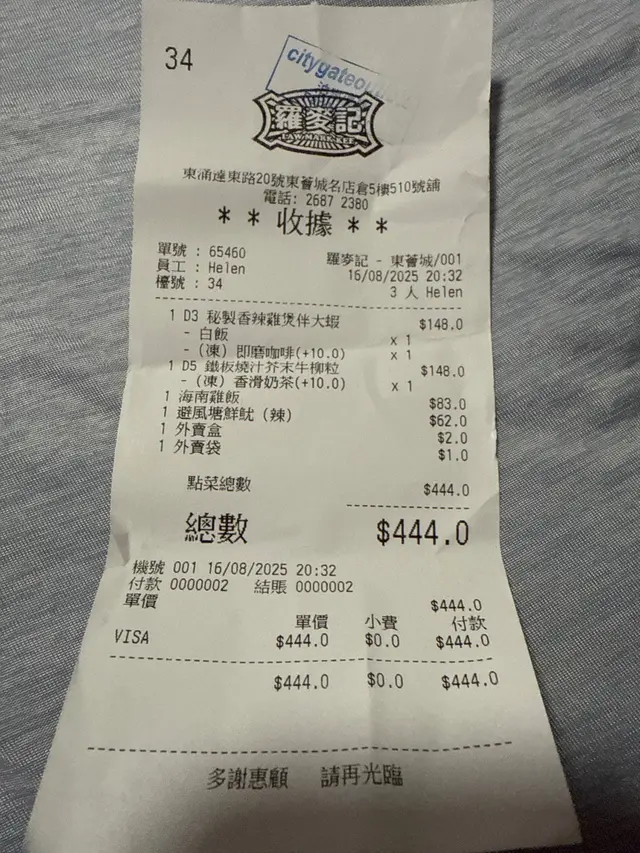 34
citygateou
羅麥記
東涌達東路20號東薈城名店倉5樓510號舖
電話: 2687 2380
* * 收據 * *
單號 : 65460
羅麥記 - 東薈城/001
員工 : Helen
16/08/2025 20:32
檯號 : 34
3 人 Helen
1 D3 秘製香辣雞煲伴大蝦 $148.0
- 白飯 x 1
- (凍) 即磨咖啡(+10.0) x 1
1 D5 鐵板燒汁芥末牛柳粒 $148.0
- (凍) 香滑奶茶(+10.0) x 1
1 海南雞飯 $83.0
1 避風塘鮮魷 (辣) $62.0
1 外賣盒 $2.0
1 外賣袋 $1.0
點菜總數 $444.0
總數 $444.0
機號 001 16/08/2025 20:32
付款 0000002 結賬 0000002
單價 $444.0
單價 小費 付款
VISA $444.0 $0.0 $444.0
$444.0 $0.0 $444.0
多謝惠顧 請再光臨